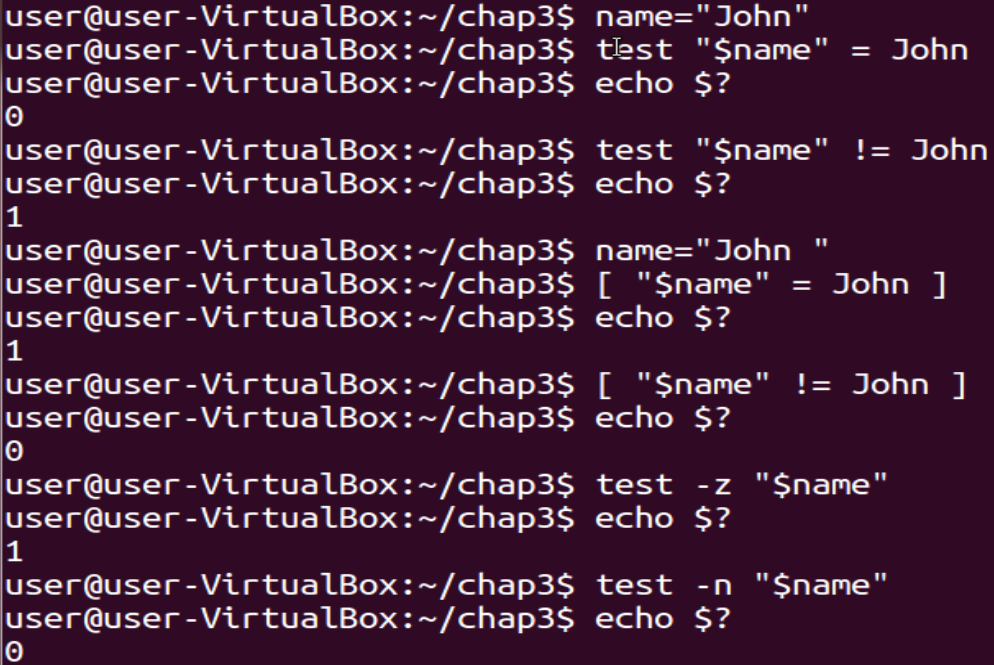 user@user-VirtualBox:~/chap3$ name="John"
user@user-VirtualBox:~/chap3$ test "$name" = John
user@user-VirtualBox:~/chap3$ echo $?
0
user@user-VirtualBox:~/chap3$ test "$name" != John
user@user-VirtualBox:~/chap3$ echo $?
1
user@user-VirtualBox:~/chap3$ name="John "
user@user-VirtualBox:~/chap3$ [ "$name" = John ]
user@user-VirtualBox:~/chap3$ echo $?
1
user@user-VirtualBox:~/chap3$ [ "$name" != John ]
user@user-VirtualBox:~/chap3$ echo $?
0
user@user-VirtualBox:~/chap3$ test -z "$name"
user@user-VirtualBox:~/chap3$ echo $?
1
user@user-VirtualBox:~/chap3$ test -n "$name"
user@user-VirtualBox:~/chap3$ echo $?
0